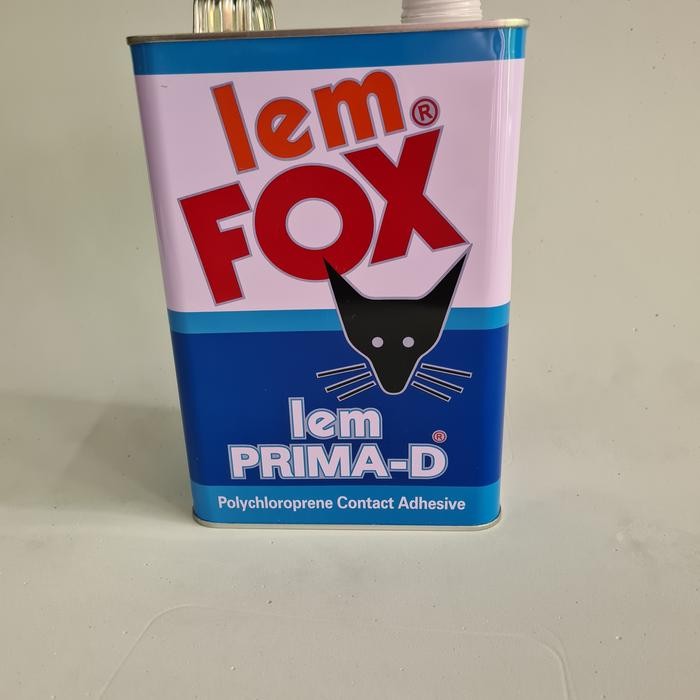 lem®
FOX
lem
PRIMA-D®
Polychloroprene Contact Adhesive